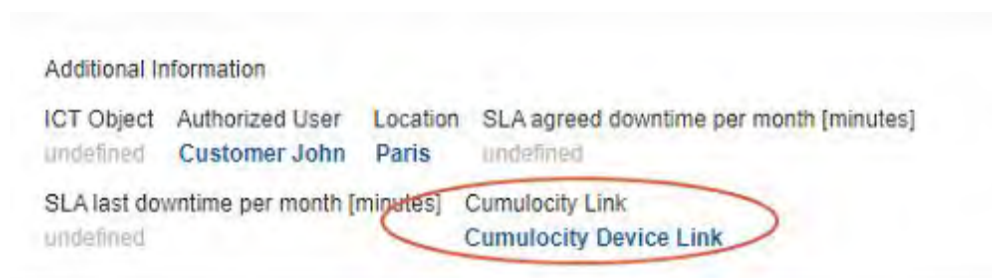 Additional Information
ICT Object Authorized User Location SLA agreed downtime per month [minutes]
undefined Customer John Paris undefined
SLA last downtime per month [minutes] Cumulocity Link
undefined Cumulocity Device Link